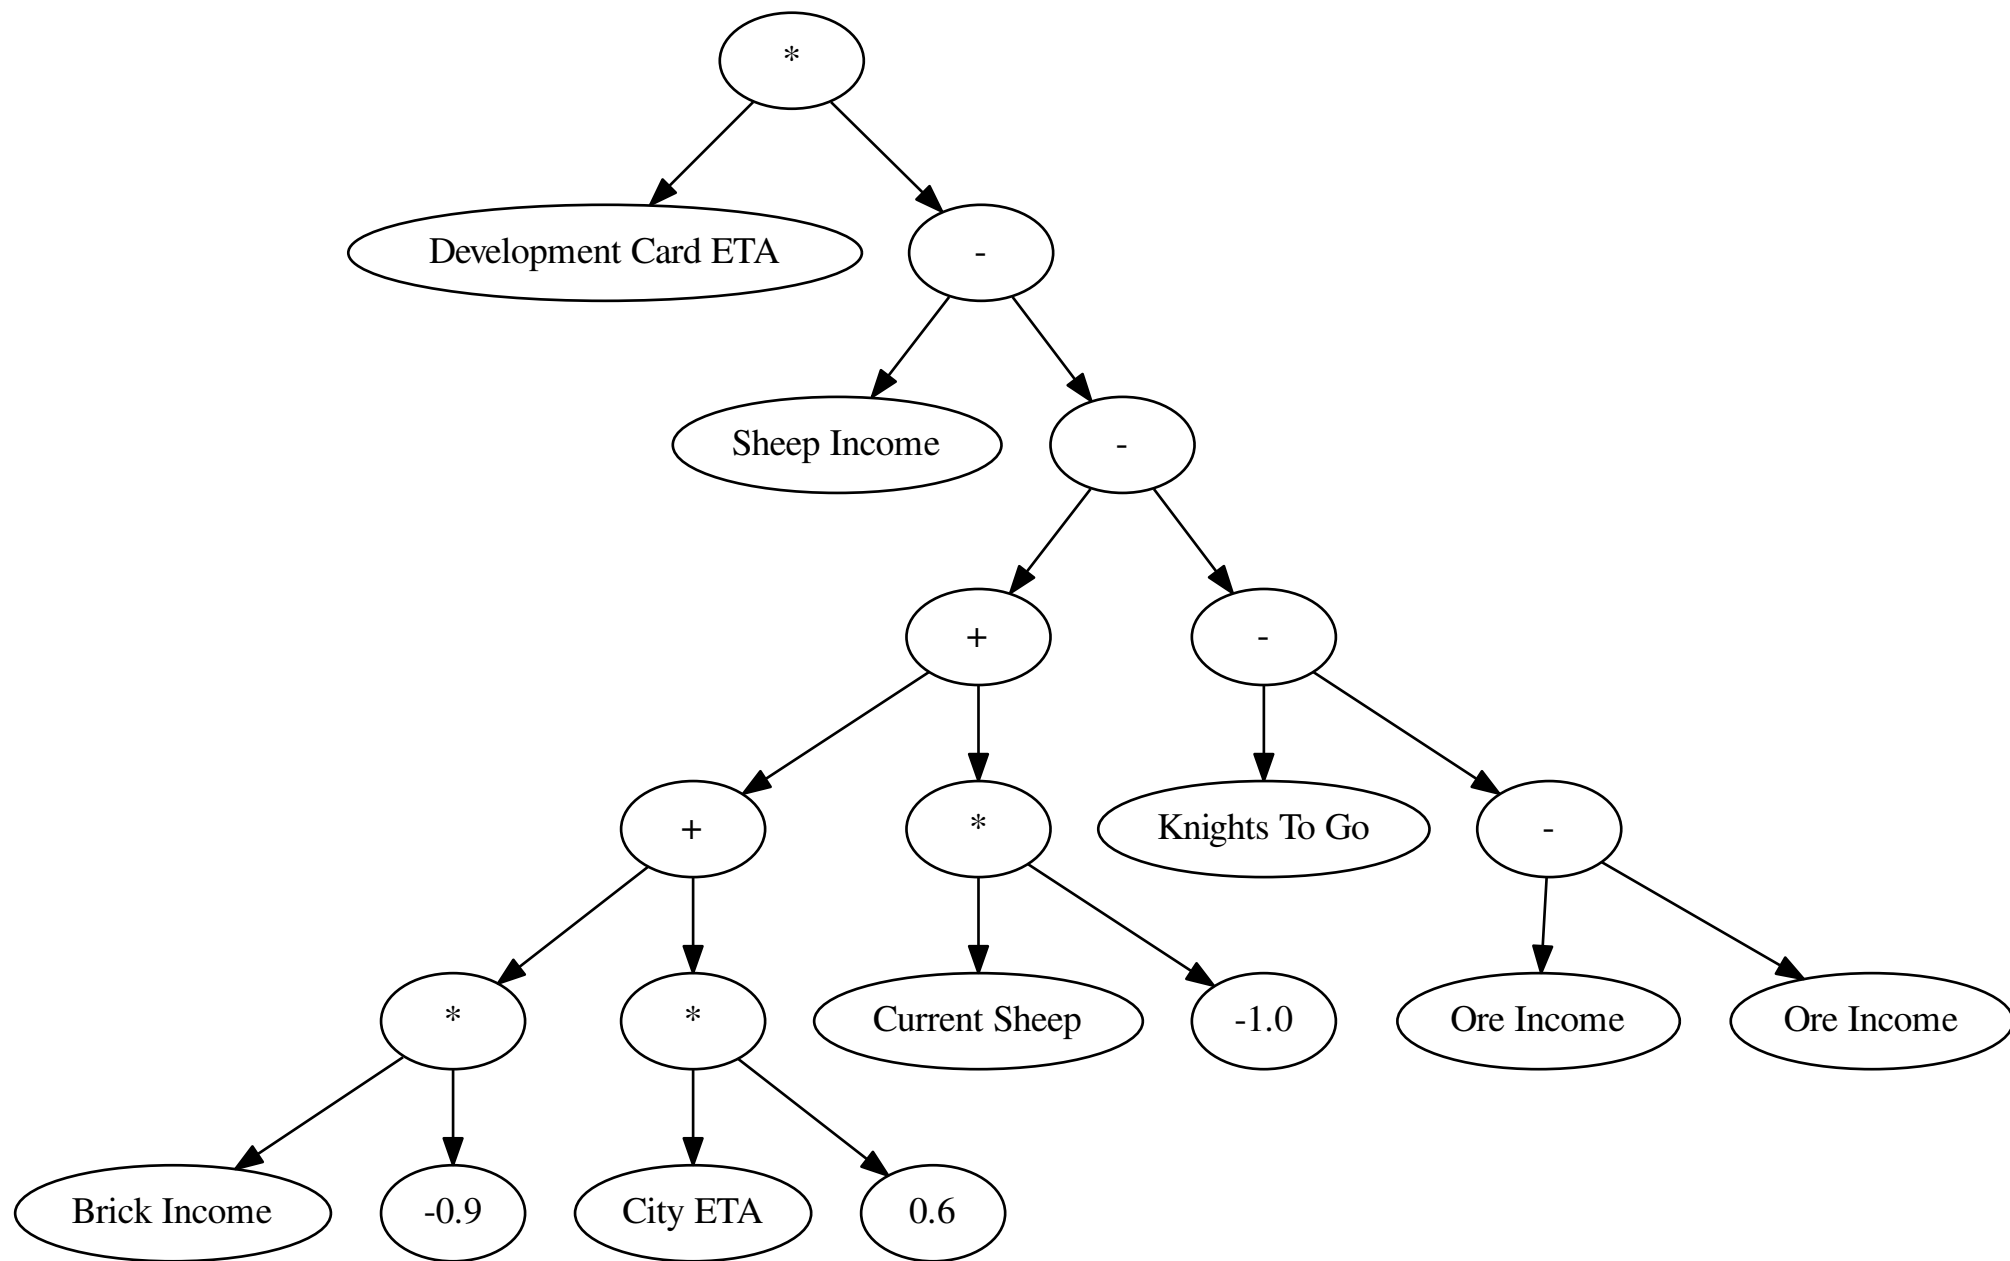 *
Development Card ETA
-
Sheep Income
-
+
-
+
*
Knights To Go
-
*
*
Current Sheep
-1.0
Ore Income
Ore Income
Brick Income
-0.9
City ETA
0.6